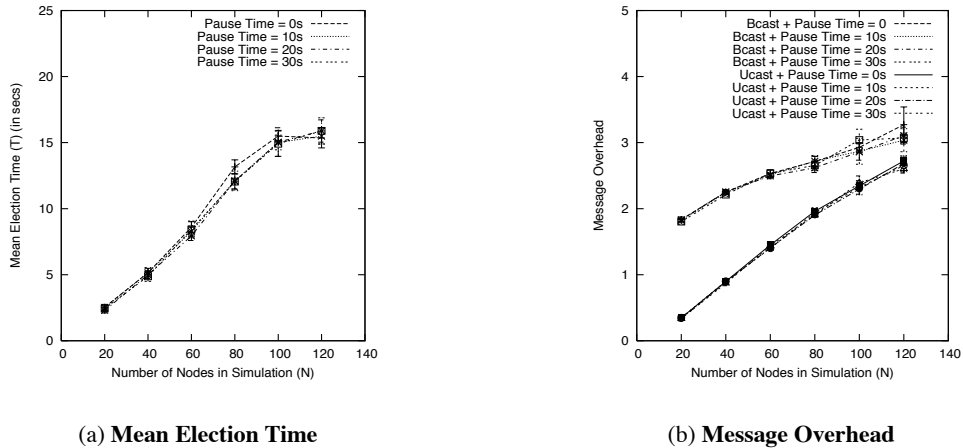 Pause Time = 0s
Pause Time = 10s
Pause Time = 20s
Pause Time = 30s
25
20
15
10
5
0
Mean Election Time (T) (in secs)
0 20 40 60 80 100 120 140
Number of Nodes in Simulation (N)
(a) Mean Election Time
Bcast + Pause Time = 0
Bcast + Pause Time = 10s
Bcast + Pause Time = 20s
Bcast + Pause Time = 30s
Ucast + Pause Time = 0s
Ucast + Pause Time = 10s
Ucast + Pause Time = 20s
Ucast + Pause Time = 30s
5
4
3
2
1
0
Message Overhead
0 20 40 60 80 100 120 140
Number of Nodes in Simulation (N)
(b) Message Overhead